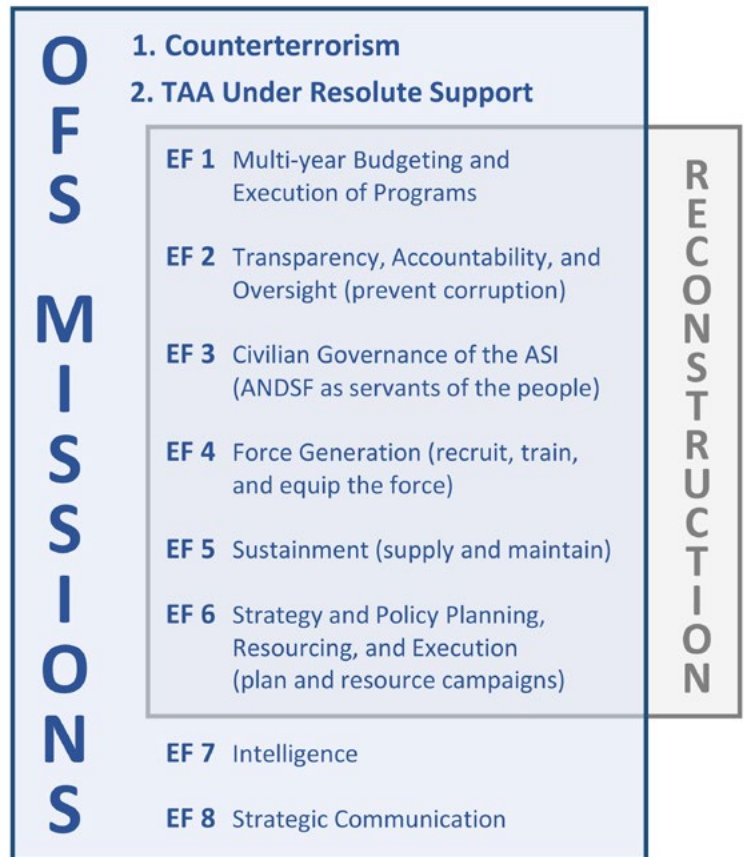 OFS MISSIONS
1. Counterterrorism
2. TAA Under Resolute Support
EF 1 Multi-year Budgeting and
Execution of Programs
EF 2 Transparency, Accountability, and
Oversight (prevent corruption)
EF 3 Civilian Governance of the ASI
(ANDSF as servants of the people)
EF 4 Force Generation (recruit, train,
and equip the force)
EF 5 Sustainment (supply and maintain)
EF 6 Strategy and Policy Planning,
Resourcing, and Execution
(plan and resource campaigns)
EF 7 Intelligence
EF 8 Strategic Communication
RECONSTRUCTION